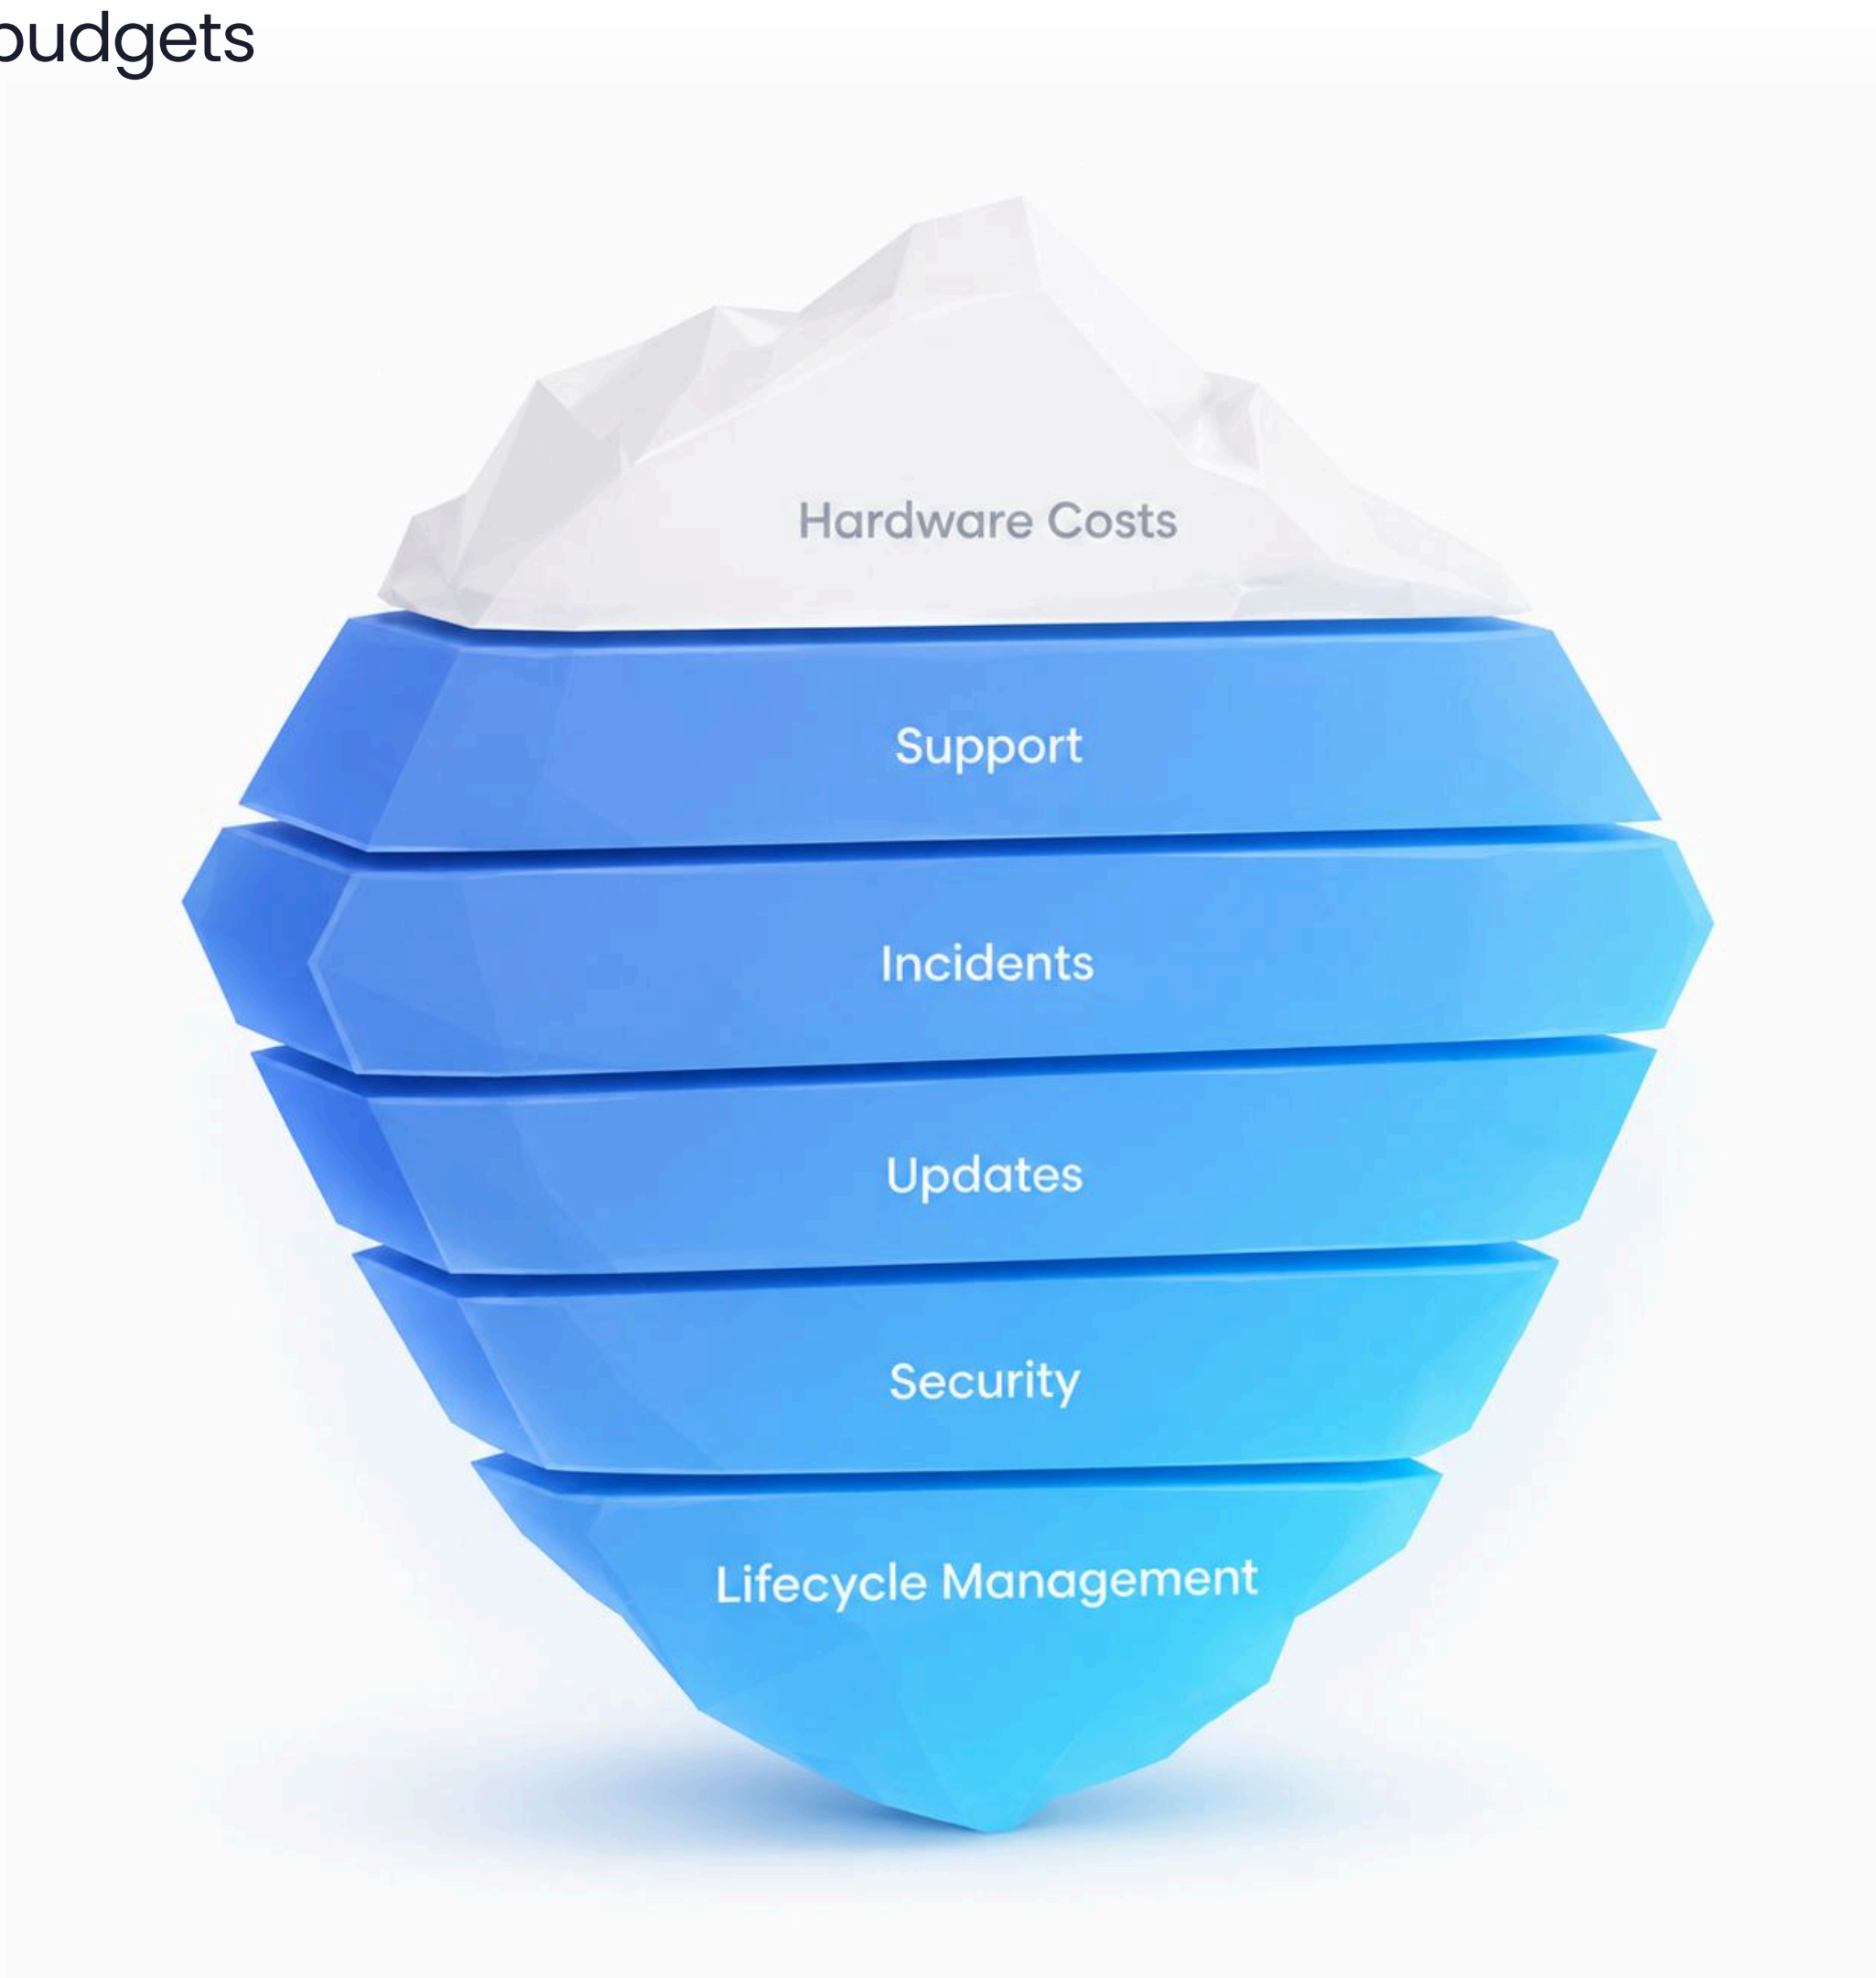 budgets
Hardware Costs
Support
Incidents
Updates
Security
Lifecycle Management